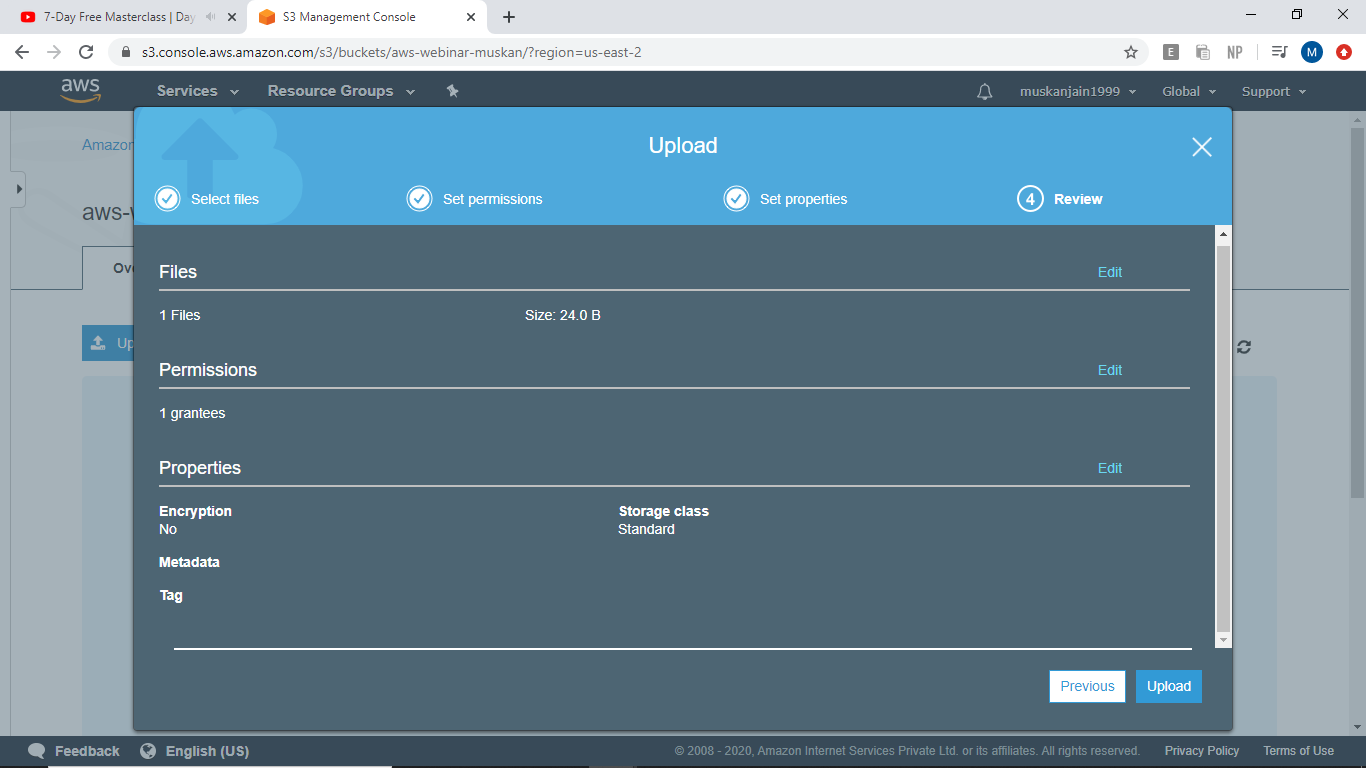 7-Day Free Masterclass | Day
S3 Management Console
s3.console.aws.amazon.com/s3/buckets/aws-webinar-muskan/?region=us-east-2
E
NP
M
aws
Services
Resource Groups
muskanjain1999
Global
Support
Amazon
Upload
Select files
Set permissions
Set properties
4 Review
aws-w
Ove
Files
Edit
1 Files
Size: 24.0 B
Up
Permissions
Edit
1 grantees
Properties
Edit
Encryption
Storage class
No
Standard
Metadata
Tag
Previous
Upload
Feedback
English (US)
© 2008 - 2020, Amazon Internet Services Private Ltd. or its affiliates. All rights reserved.
Privacy Policy
Terms of Use